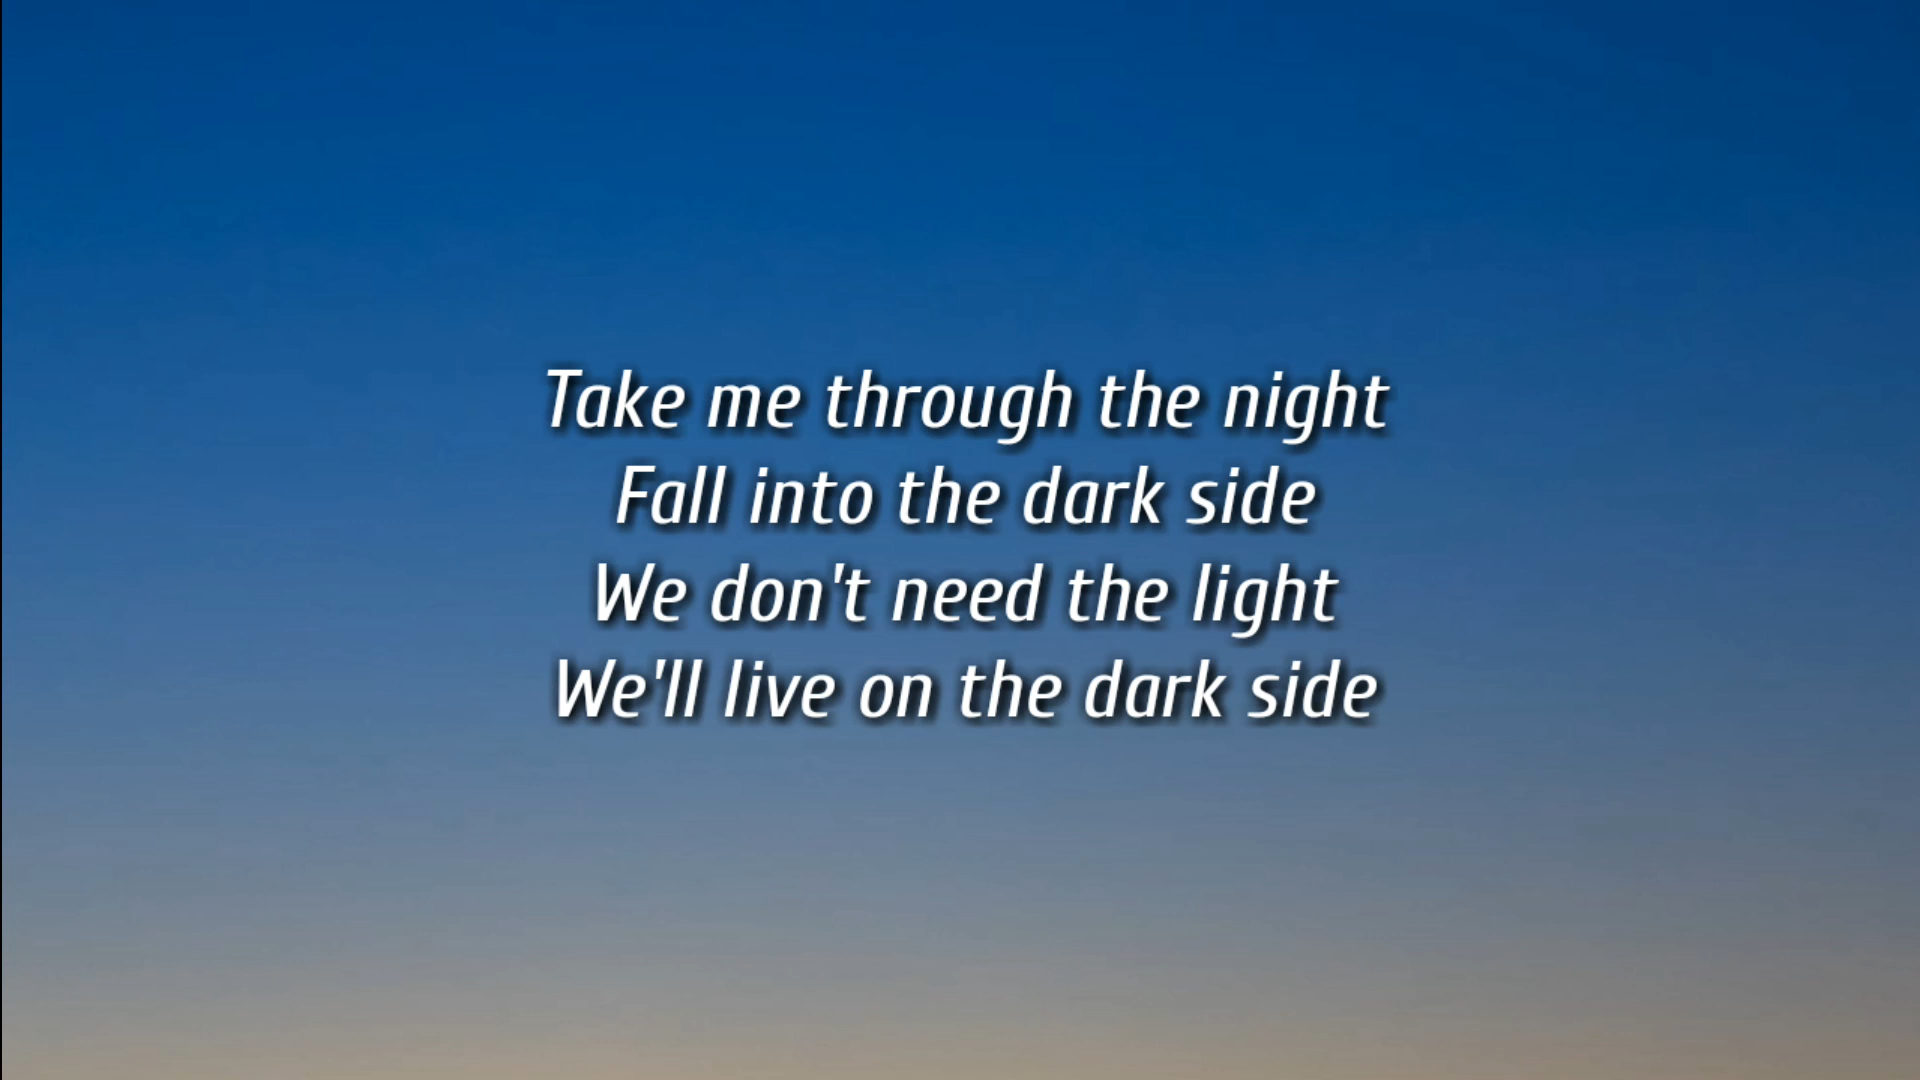 Take me through the night
Fall into the dark side
We don't need the light
We'll live on the dark side